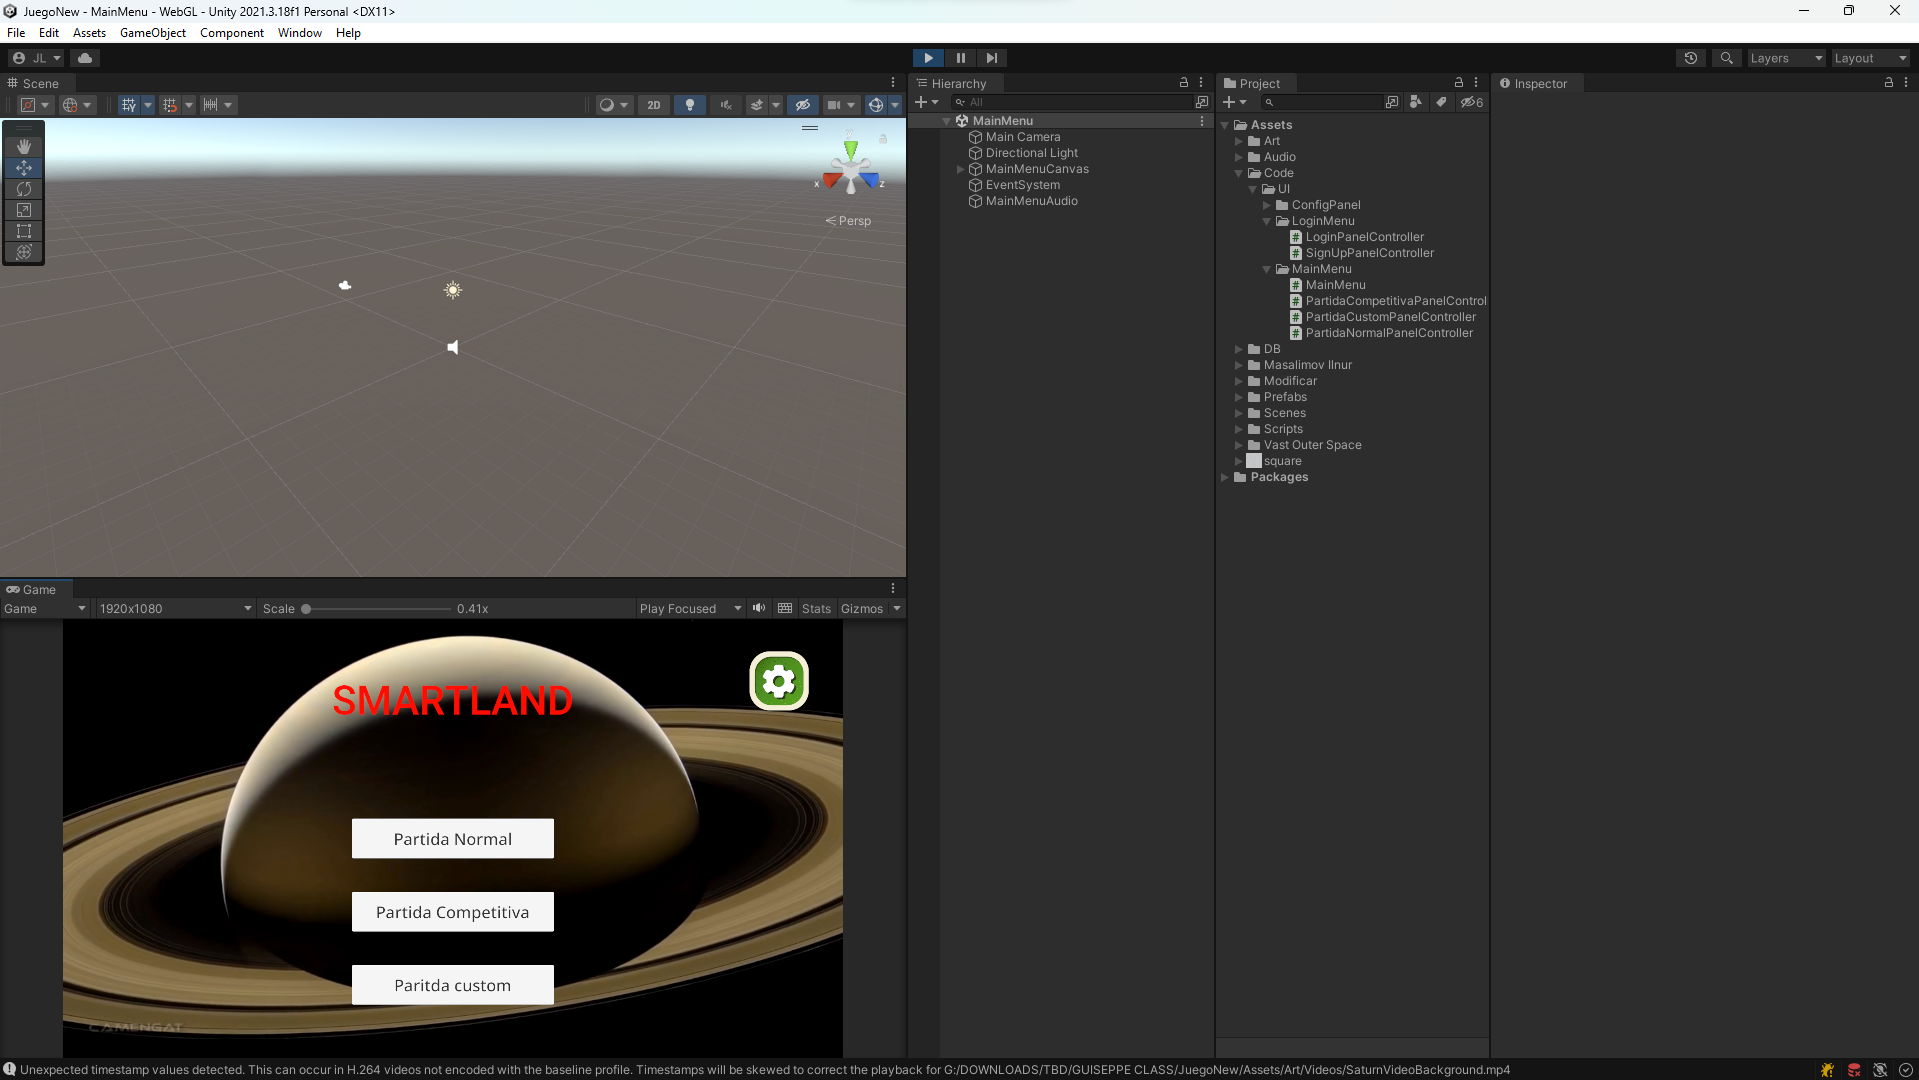 JuegoNew - MainMenu - WebGL - Unity 2021.3.18f1 Personal <DX11>
File Edit Assets GameObject Component Window Help
JL
Layers
Layout
Scene
2D
y
x
z
Persp
Game
Game
1920x1080
Scale
0.41x
Play Focused
Stats
Gizmos
SMARTLAND
Partida Normal
Partida Competitiva
Paritda custom
CAMENGAT
Hierarchy
All
MainMenu
Main Camera
Directional Light
MainMenuCanvas
EventSystem
MainMenuAudio
Project
6
Assets
Art
Audio
Code
UI
ConfigPanel
LoginMenu
LoginPanelController
SignUpPanelController
MainMenu
MainMenu
PartidaCompetitivaPanelControl
PartidaCustomPanelController
PartidaNormalPanelController
DB
Masalimov Ilnur
Modificar
Prefabs
Scenes
Scripts
Vast Outer Space
square
Packages
Inspector
Unexpected timestamp values detected. This can occur in H.264 videos not encoded with the baseline profile. Timestamps will be skewed to correct the playback for G:/DOWNLOADS/TBD/GUISEPPE CLASS/JuegoNew/Assets/Art/Videos/SaturnVideoBackground.mp4